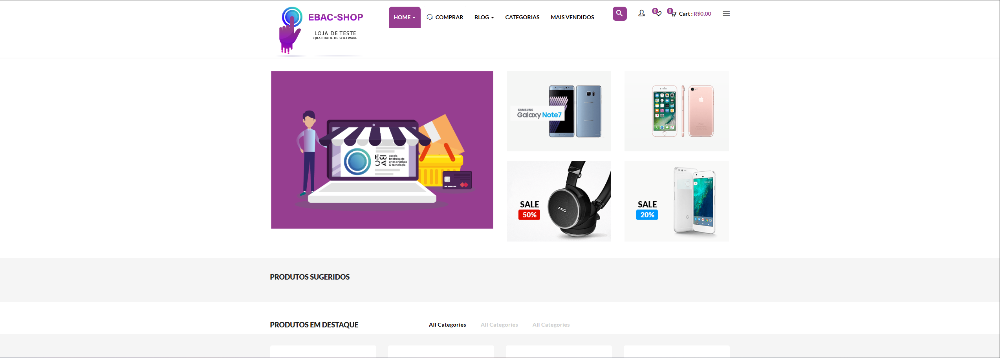 EBAC-SHOP
LOJA DE TESTE
QUALIDADE DE SOFTWARE
HOME
COMPRAR
BLOG
CATEGORIAS
MAIS VENDIDOS
0
0
Cart : R$0,00
EBAC
escola
britânica de
artes criativas
& tecnologia
SAMSUNG
Galaxy Note7
SALE
50%
AKG
SALE
20%
G
PRODUTOS SUGERIDOS
PRODUTOS EM DESTAQUE
All Categories
All Categories
All Categories